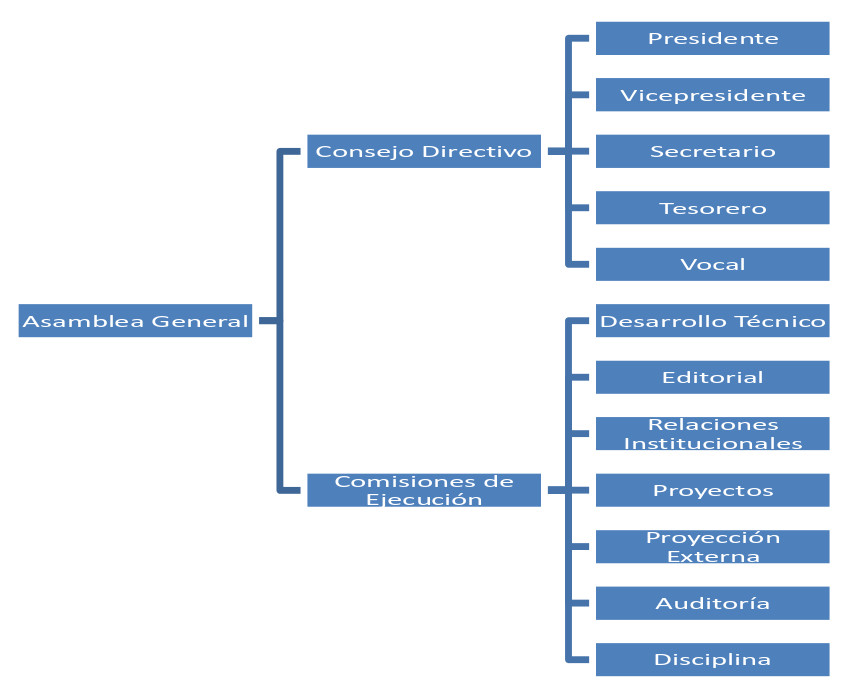 Asamblea General
Consejo Directivo
Presidente
Vicepresidente
Secretario
Tesorero
Vocal
Comisiones de
Ejecución
Desarrollo Técnico
Editorial
Relaciones
Institucionales
Proyectos
Proyección
Externa
Auditoría
Disciplina